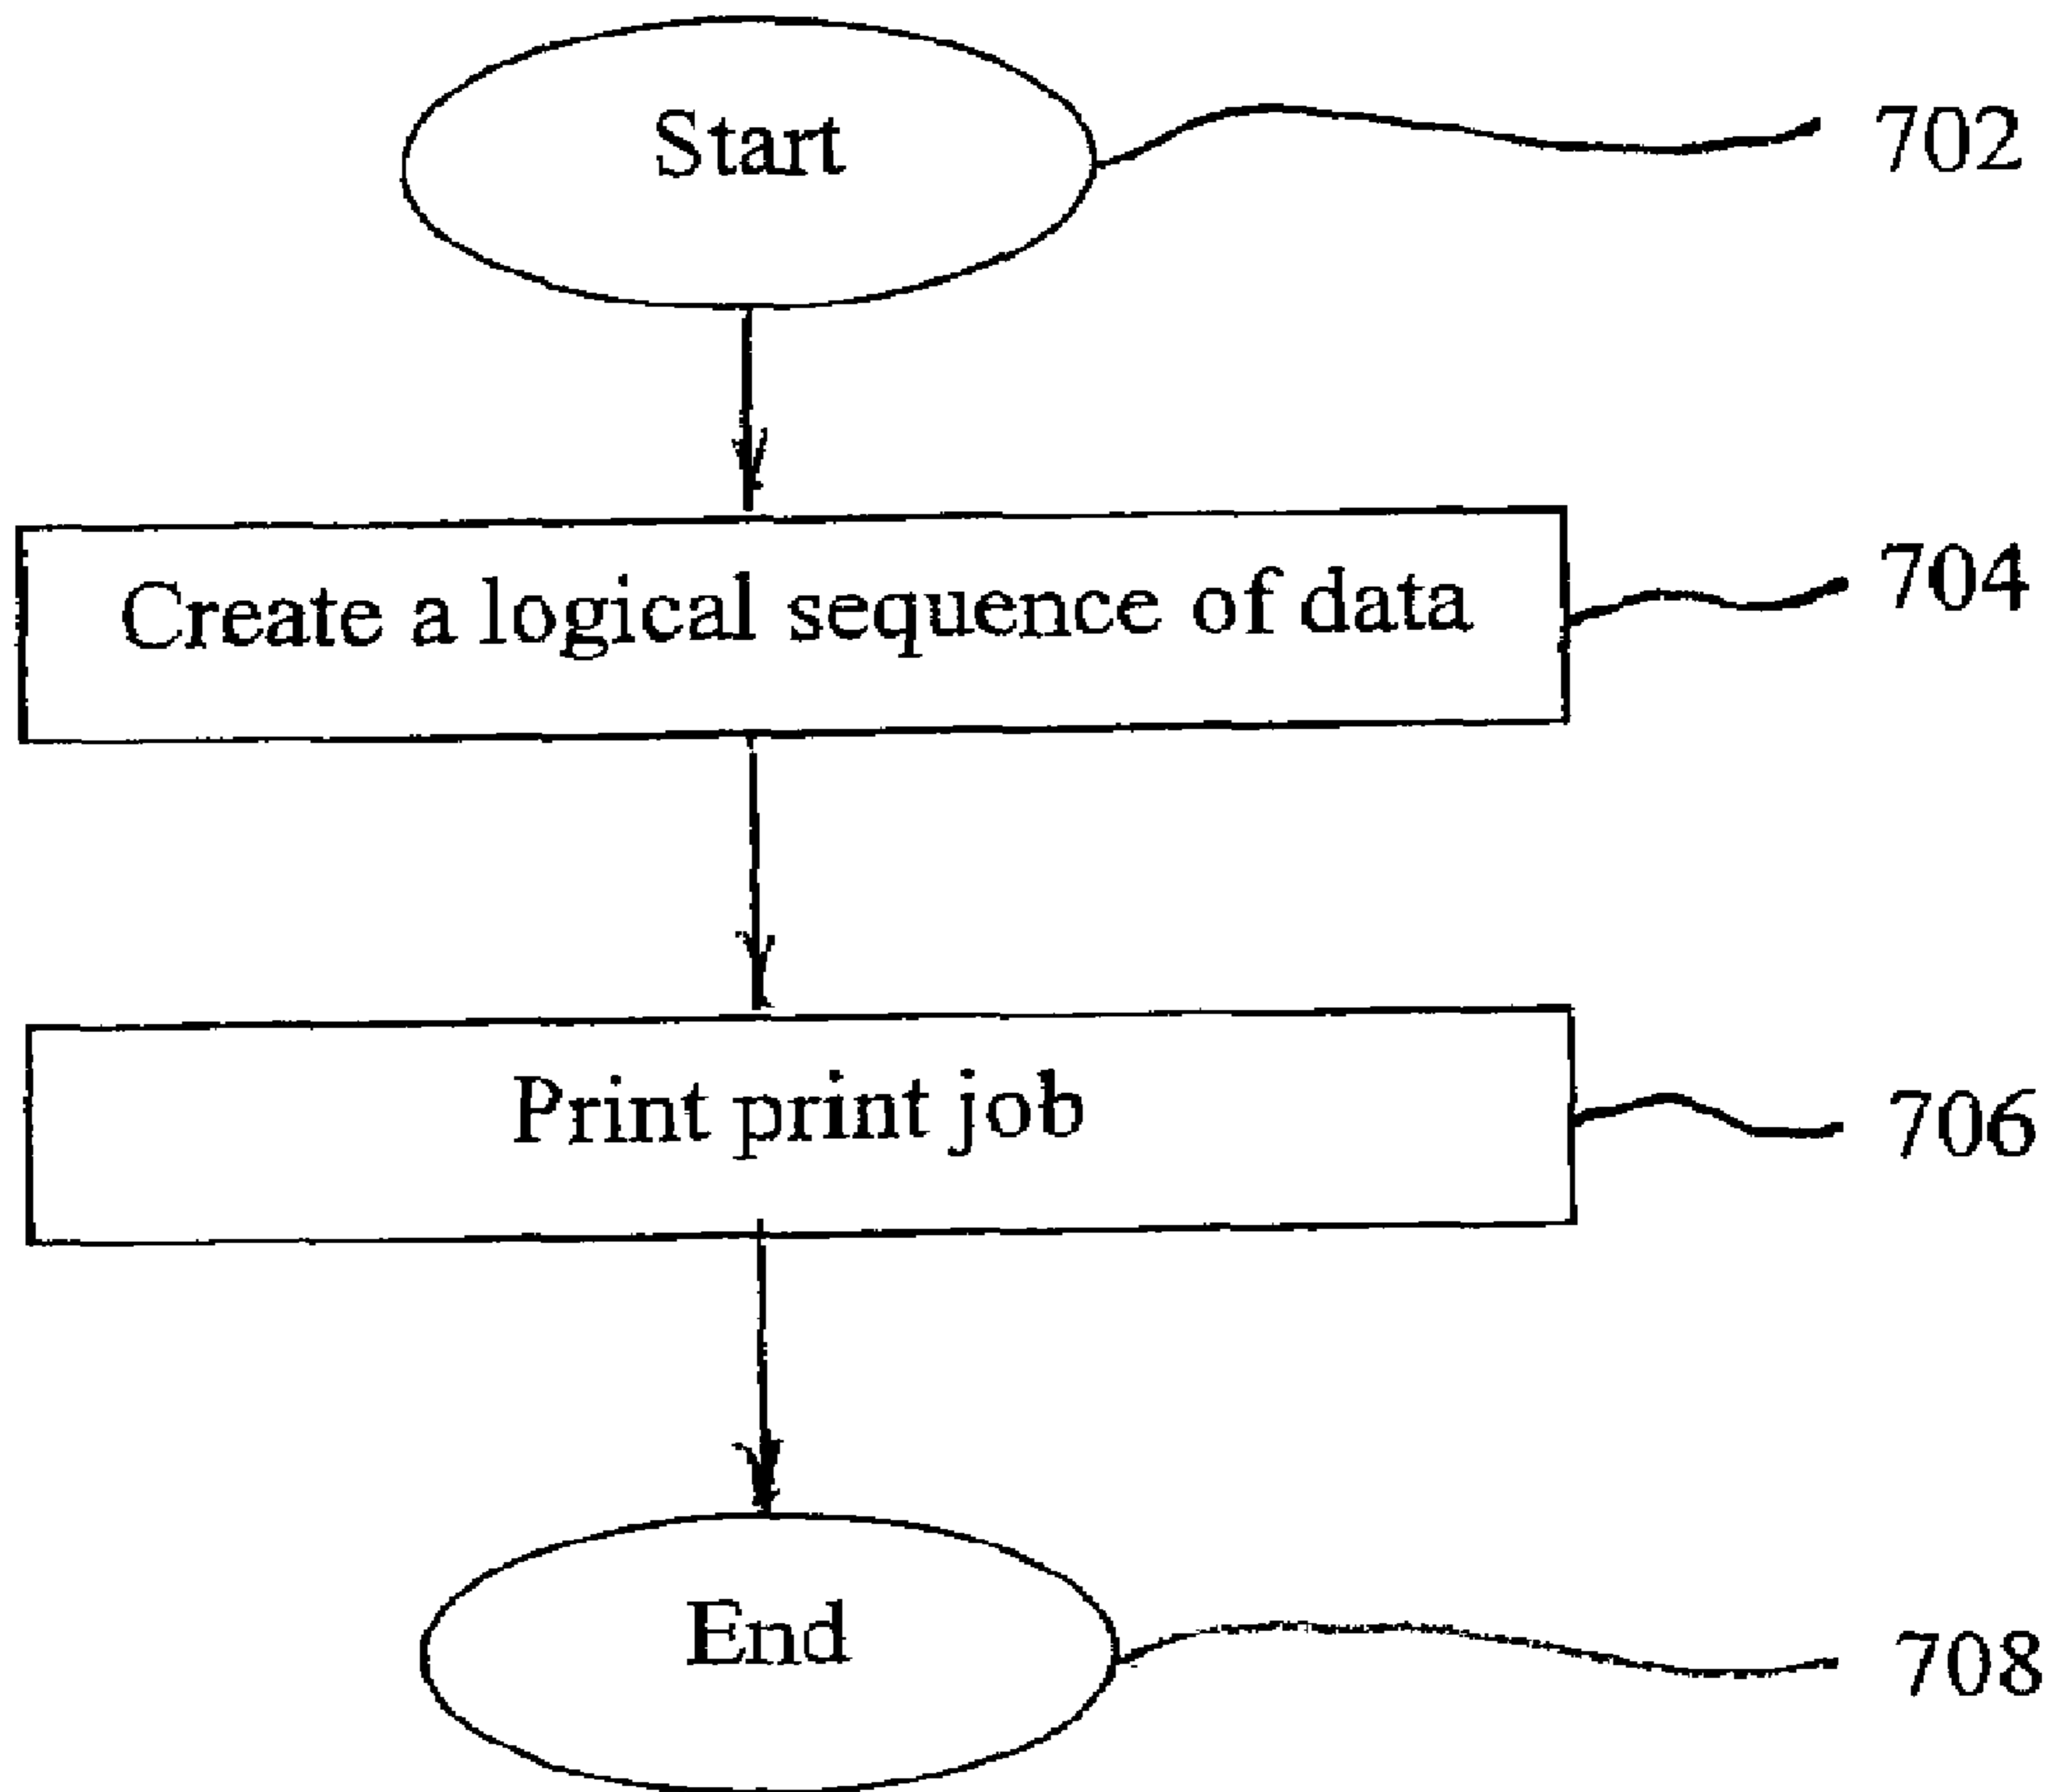 Start
702
Create a logical sequence of data
704
Print print job
706
End
708